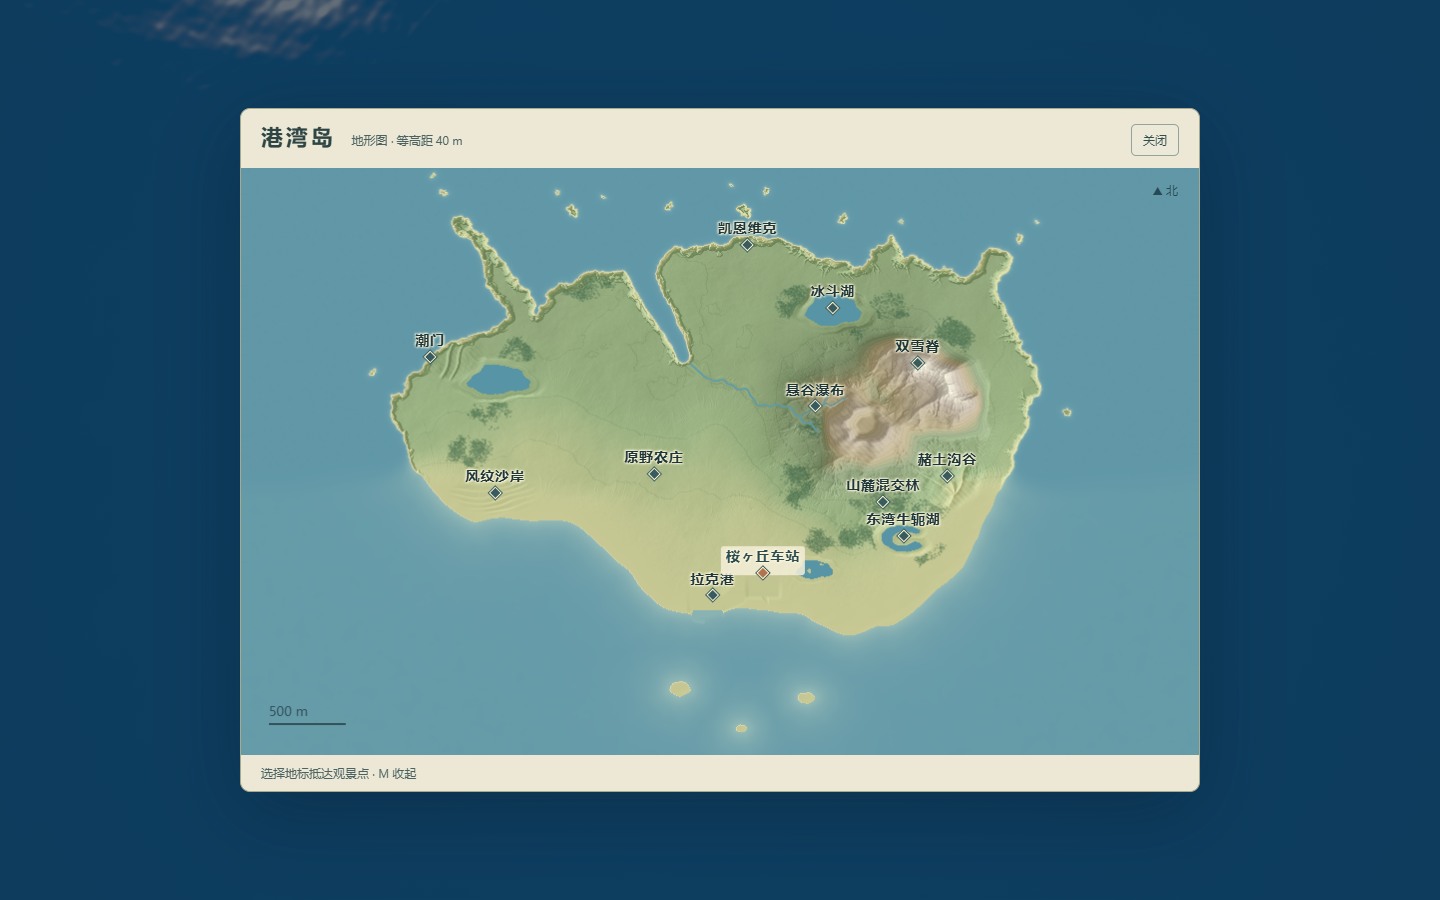 港湾岛
地形图 · 等高距 40 m
关闭
▲ 北
凯恩维克
冰斗湖
潮门
双雪脊
悬谷瀑布
原野农庄
赭土沟谷
风纹沙岸
山麓混交林
东湾牛轭湖
桜ヶ丘车站
拉克港
500 m
选择地标抵达观景点 · M 收起